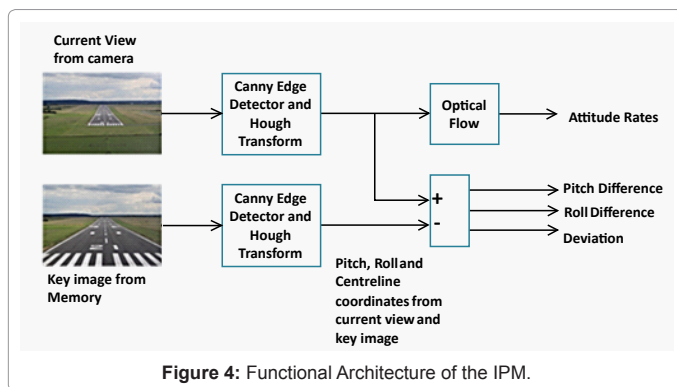 Current View
from camera
Canny Edge
Detector and
Hough
Transform
Optical
Flow
Attitude Rates
Canny Edge
Detector and
Hough
Transform
+
-
Pitch Difference
Roll Difference
Deviation
Key image from
Memory
Pitch, Roll and
Centreline
coordinates from
current view and
key image
Figure 4: Functional Architecture of the IPM.